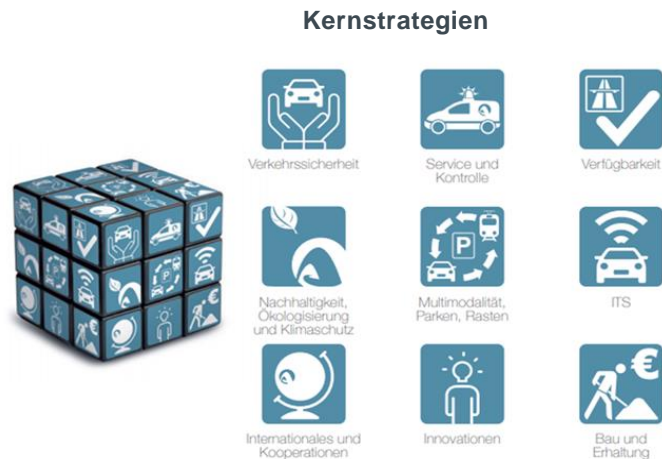 Kernstrategien
Verkehrssicherheit
Service und
Kontrolle
Verfügbarkeit
Nachhaltigkeit,
Ökologisierung
und Klimaschutz
P
Multimodalität,
Parken, Rasten
ITS
Internationales und
Kooperationen
Innovationen
€
Bau und
Erhaltung